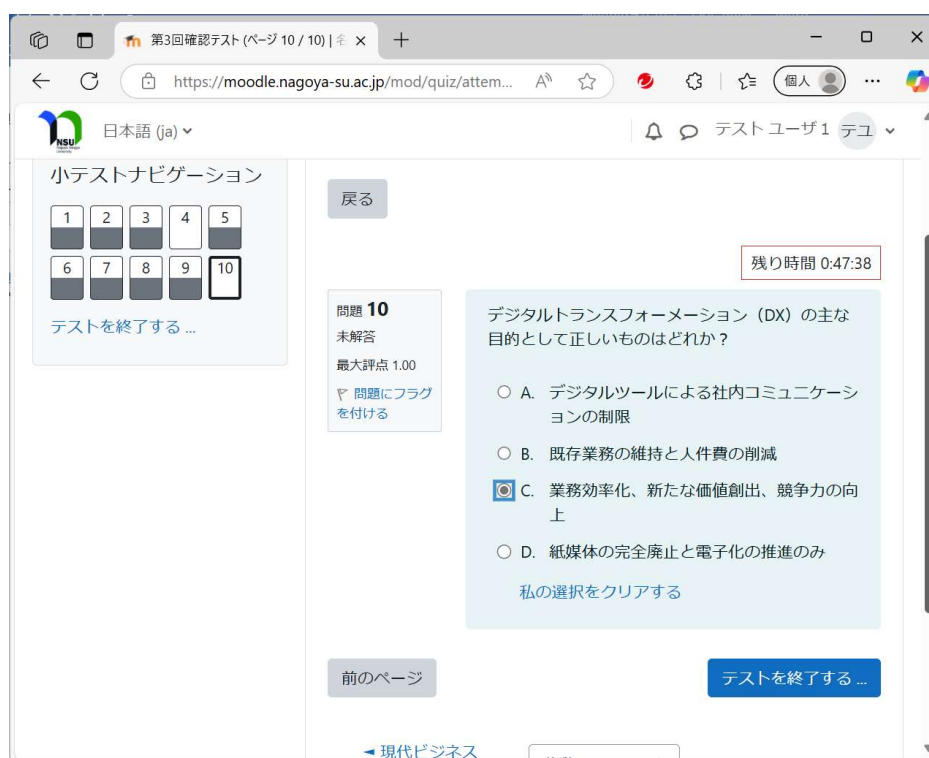 第3回確認テスト (ページ 10 / 10) | 名
https://moodle.nagoya-su.ac.jp/mod/quiz/attem...
個人
NSU
日本語 (ja)
テスト ユーザ 1 テユ
小テストナビゲーション
1 2 3 4 5
6 7 8 9 10
テストを終了する ...
戻る
残り時間 0:47:38
問題 10
未解答
最大評点 1.00
問題にフラグ
を付ける
デジタルトランスフォーメーション（DX）の主な
目的として正しいものはどれか？
A. デジタルツールによる社内コミュニケーシ
ョンの制限
B. 既存業務の維持と人件費の削減
C. 業務効率化、新たな価値創出、競争力の向
上
D. 紙媒体の完全廃止と電子化の推進のみ
私の選択をクリアする
前のページ
テストを終了する ...
◄ 現代ビジネス